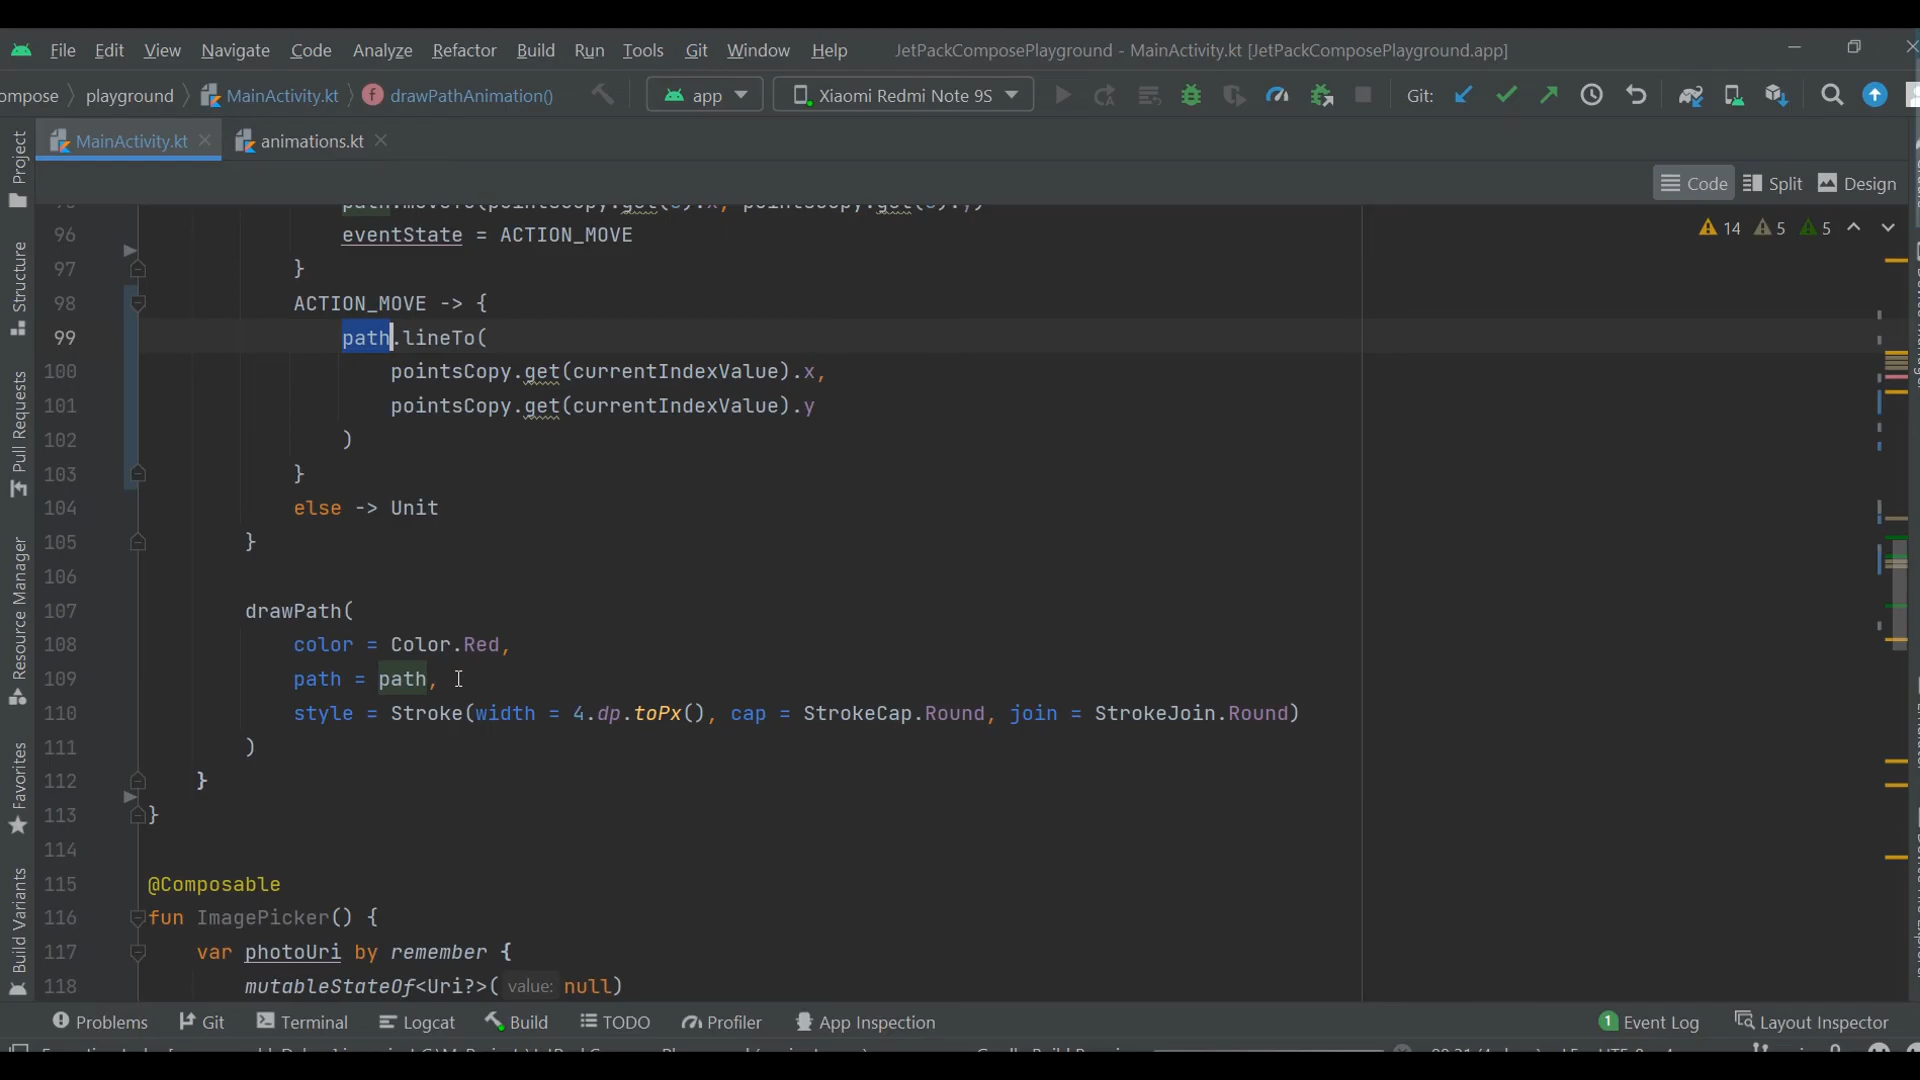 File Edit View Navigate Code Analyze Refactor Build Run Tools Git Window Help JetPackComposePlayground - MainActivity.kt [JetPackComposePlayground.app]
ompose playground MainActivity.kt drawPathAnimation() app Xiaomi Redmi Note 9S Git:
MainActivity.kt animations.kt
Code Split Design
Project
Structure
Pull Requests
Resource Manager
Favorites
Build Variants
14 5 5
96 eventState = ACTION_MOVE
97 }
98 ACTION_MOVE -> {
99 path.lineTo(
100 pointsCopy.get(currentIndexValue).x,
101 pointsCopy.get(currentIndexValue).y
102 )
103 }
104 else -> Unit
105 }
106
107 drawPath(
108 color = Color.Red,
109 path = path,
110 style = Stroke(width = 4.dp.toPx(), cap = StrokeCap.Round, join = StrokeJoin.Round)
111 )
112 }
113 }
114
115 @Composable
116 fun ImagePicker() {
117 var photoUri by remember {
118 mutableStateOf<Uri?>( value: null)
Problems Git Terminal Logcat Build TODO Profiler App Inspection 1 Event Log Layout Inspector